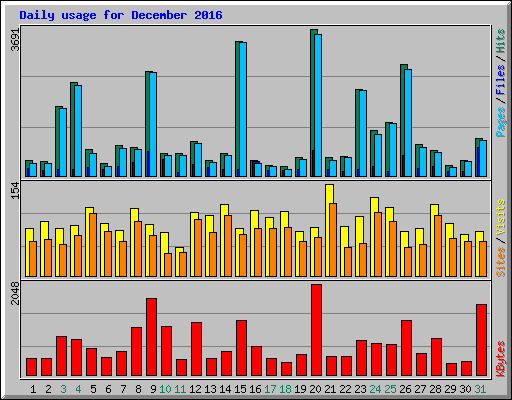 Daily usage for December 2016
3691
Pages / Files / Hits
154
Sites / Visits
2048
KBytes
1 2 3 4 5 6 7 8 9 10 11 12 13 14 15 16 17 18 19 20 21 22 23 24 25 26 27 28 29 30 31